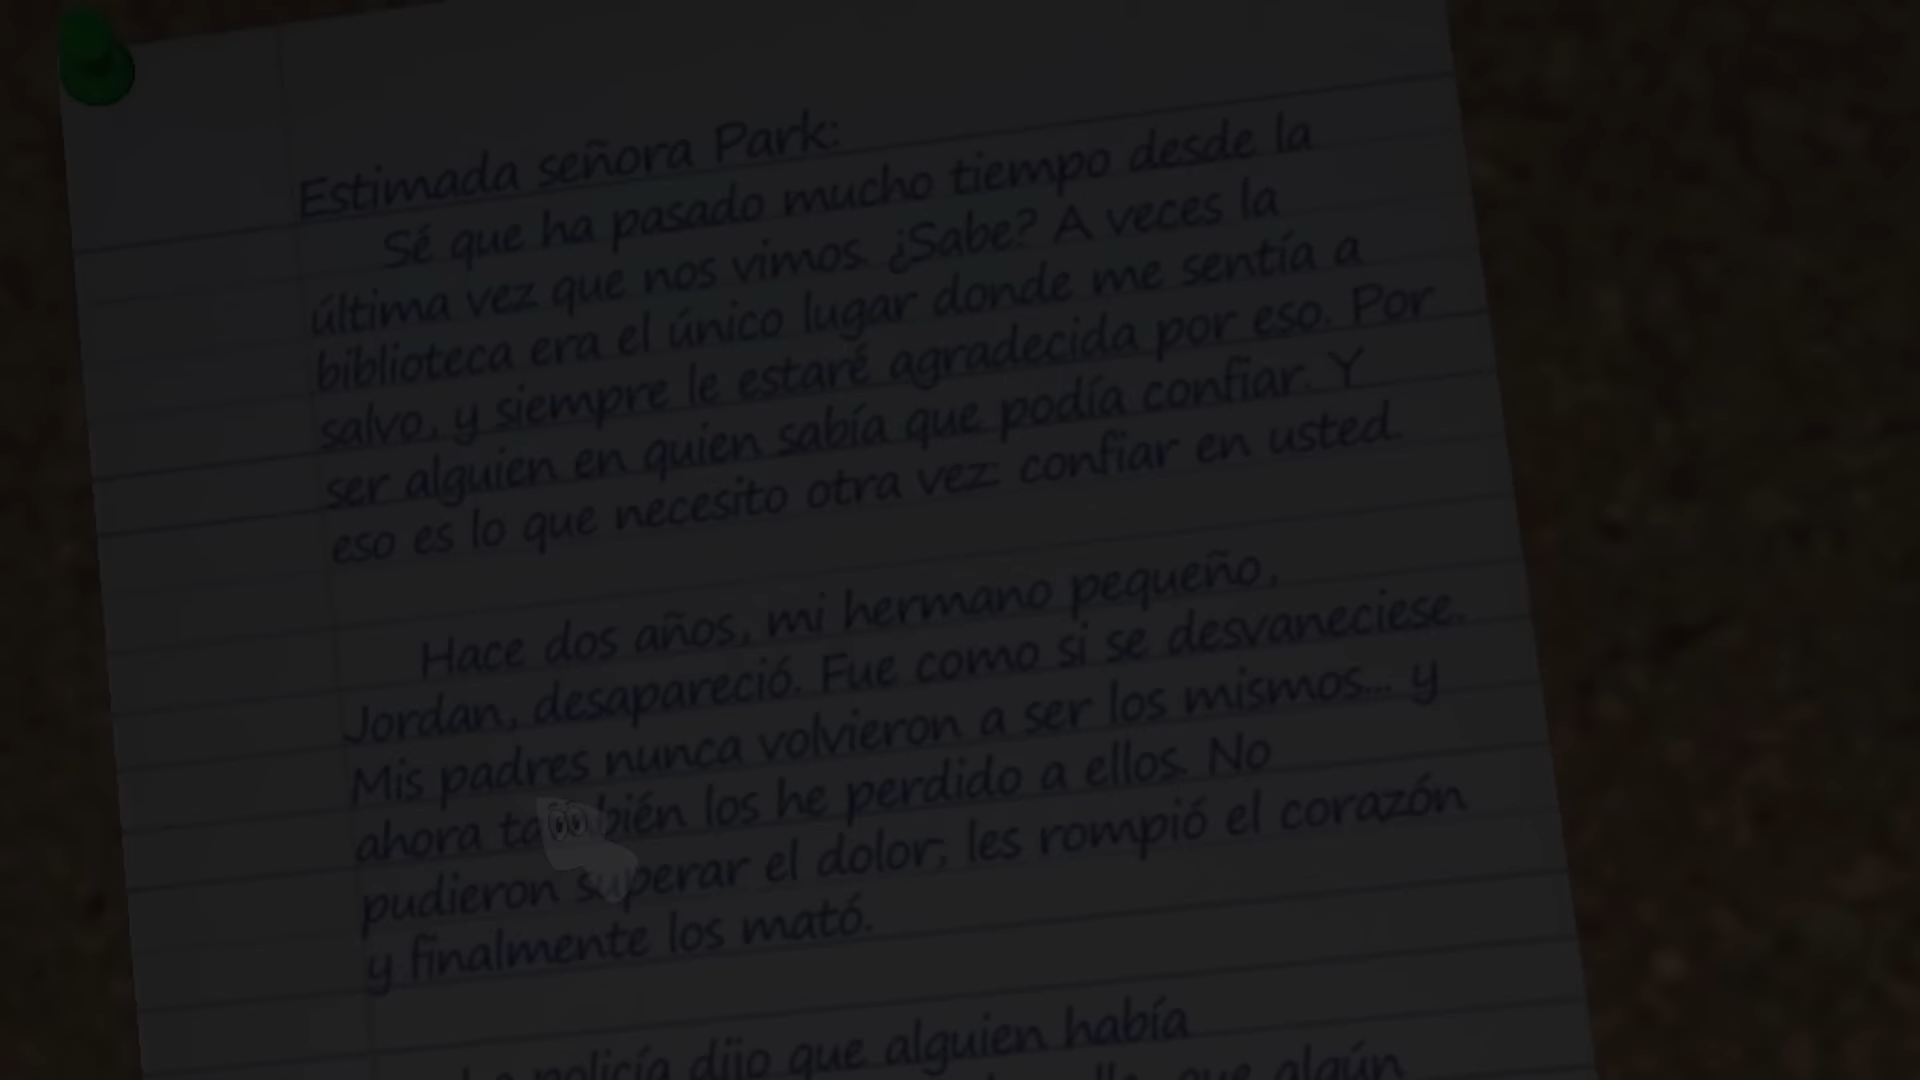 Estimada señora Park:
Sé que ha pasado mucho tiempo desde la
última vez que nos vimos. ¿Sabe? A veces la
biblioteca era el único lugar donde me sentía a
salvo, y siempre le estaré agradecida por eso. Por
ser alguien en quien sabía que podía confiar. Y
eso es lo que necesito otra vez: confiar en usted.
Hace dos años, mi hermano pequeño,
Jordan, desapareció. Fue como si se desvaneciese.
Mis padres nunca volvieron a ser los mismos... y
ahora también los he perdido a ellos. No
pudieron superar el dolor; les rompió el corazón
y finalmente los mató.
La policía dijo que alguien había
que algún